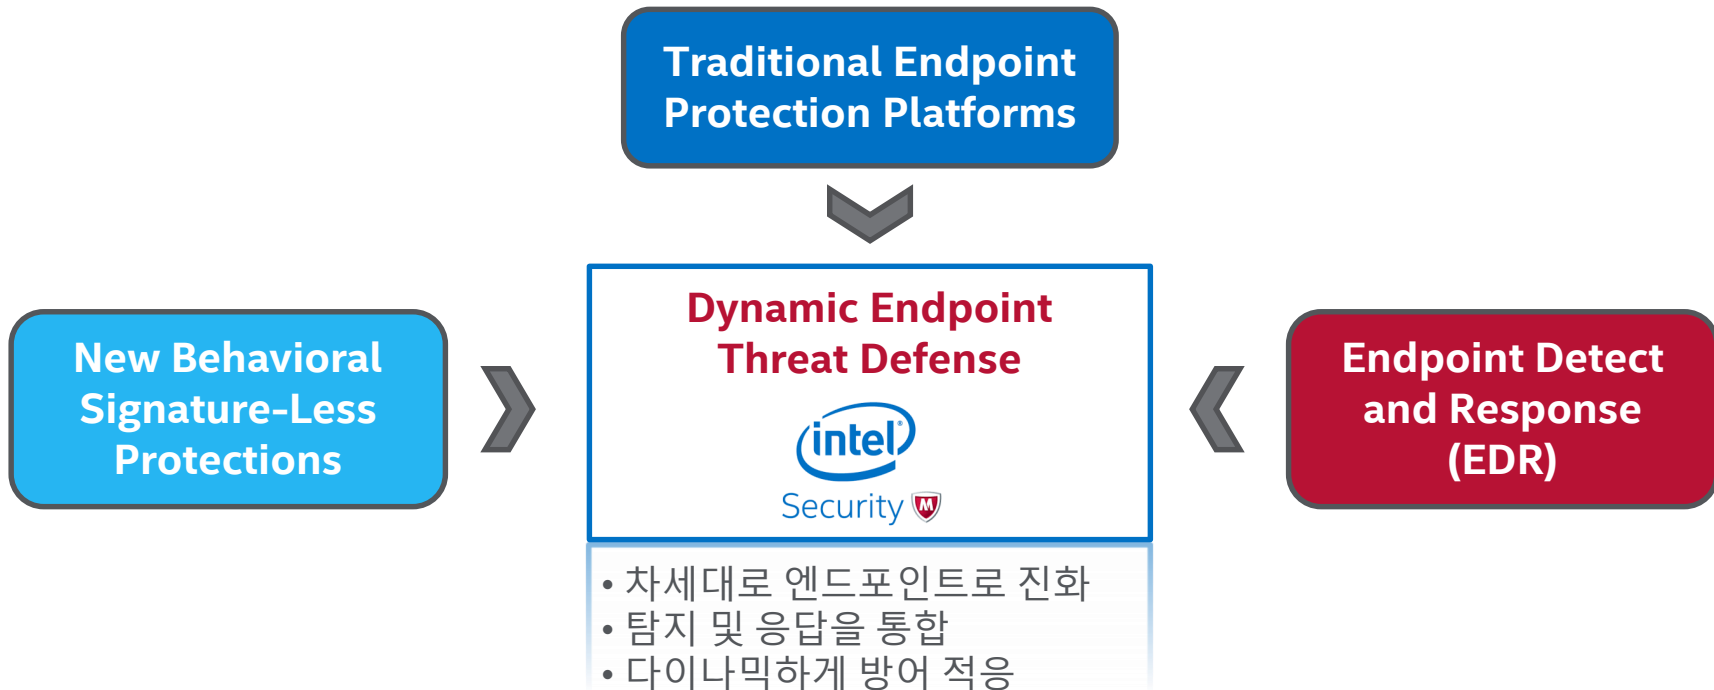 Traditional Endpoint
Protection Platforms
New Behavioral
Signature-Less
Protections
Dynamic Endpoint
Threat Defense
intel®
Security M
Endpoint Detect
and Response
(EDR)
• 차세대로 엔드포인트로 진화
• 탐지 및 응답을 통합
• 다이나믹하게 방어 적응